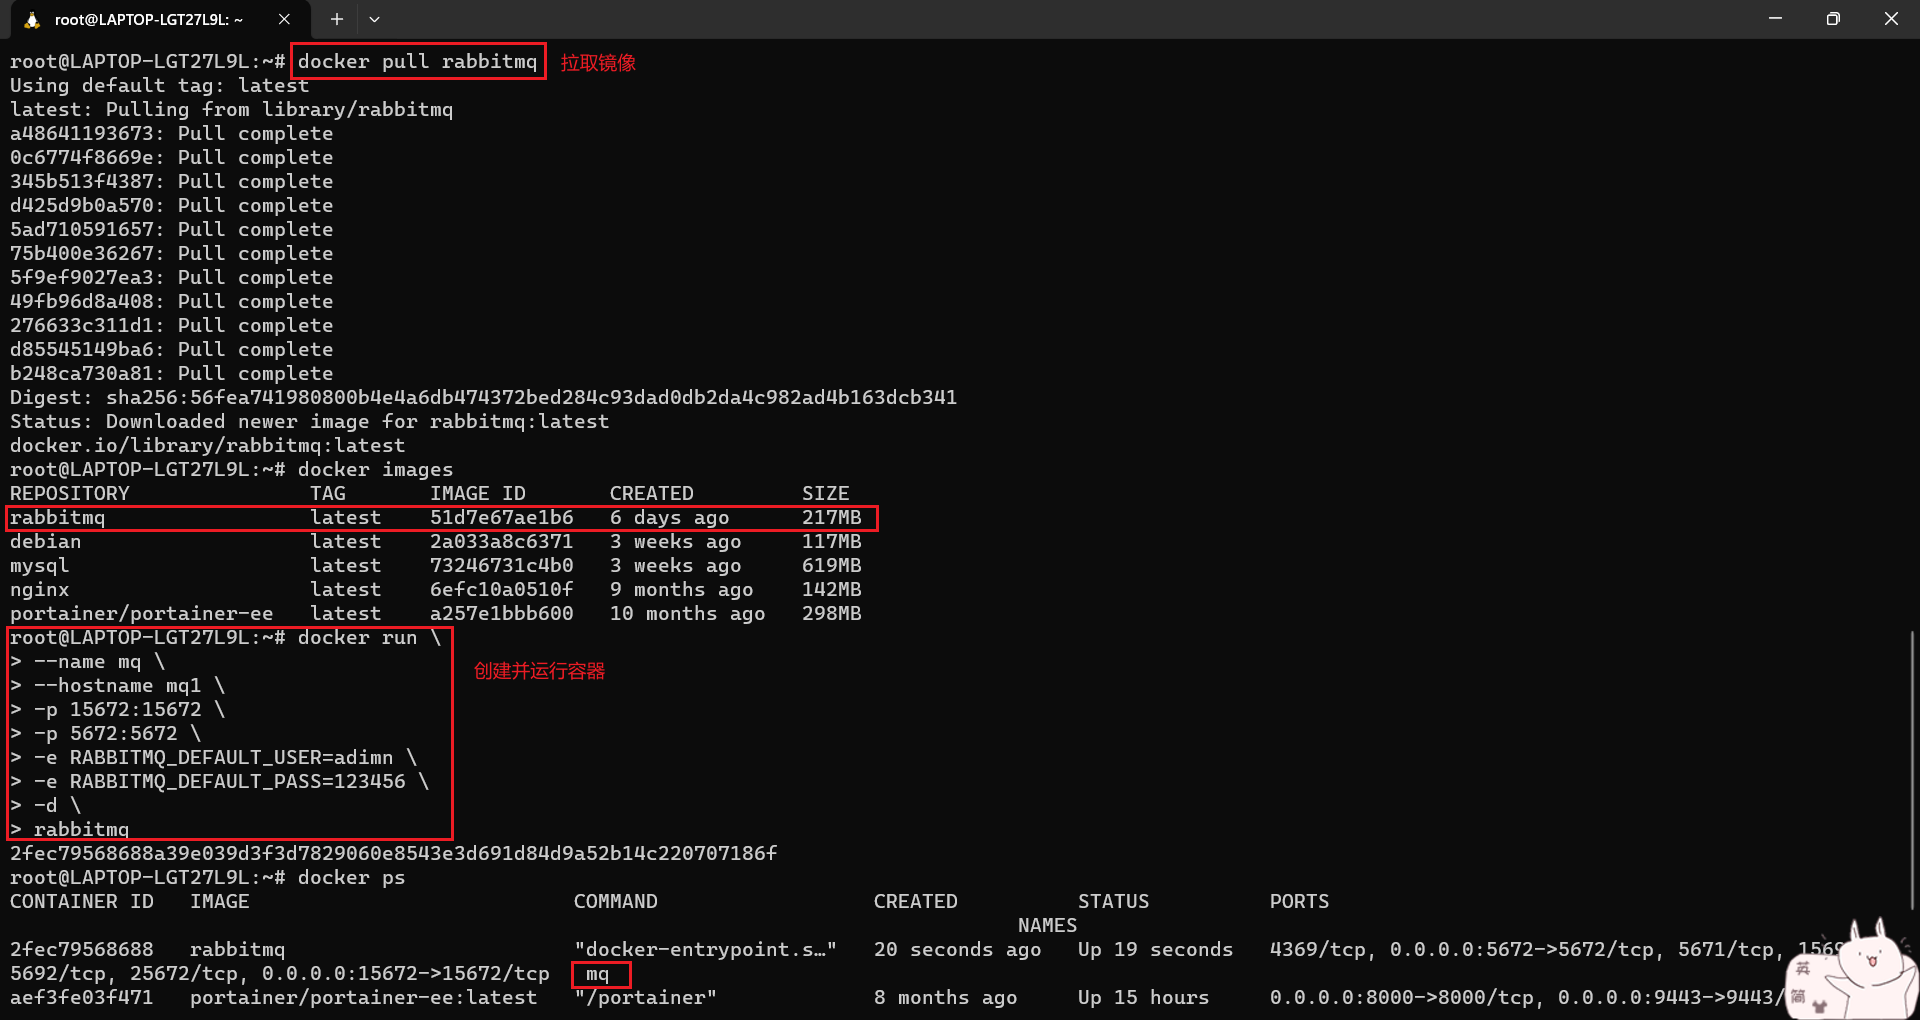 root@LAPTOP-LGT27L9L: ~
root@LAPTOP-LGT27L9L:~# docker pull rabbitmq 拉取镜像
Using default tag: latest
latest: Pulling from library/rabbitmq
a48641193673: Pull complete
0c6774f8669e: Pull complete
345b513f4387: Pull complete
d425d9b0a570: Pull complete
5ad710591657: Pull complete
75b400e36267: Pull complete
5f9ef9027ea3: Pull complete
49fb96d8a408: Pull complete
276633c311d1: Pull complete
d85545149ba6: Pull complete
b248ca730a81: Pull complete
Digest: sha256:56fea741980800b4e4a6db474372bed284c93dad0db2da4c982ad4b163dcb341
Status: Downloaded newer image for rabbitmq:latest
docker.io/library/rabbitmq:latest
root@LAPTOP-LGT27L9L:~# docker images
REPOSITORY TAG IMAGE ID CREATED SIZE
rabbitmq latest 51d7e67ae1b6 6 days ago 217MB
debian latest 2a033a8c6371 3 weeks ago 117MB
mysql latest 73246731c4b0 3 weeks ago 619MB
nginx latest 6efc10a0510f 9 months ago 142MB
portainer/portainer-ee latest a257e1bbb600 10 months ago 298MB
root@LAPTOP-LGT27L9L:~# docker run \
> --name mq \
> --hostname mq1 \
创建并运行容器
> -p 15672:15672 \
> -p 5672:5672 \
> -e RABBITMQ_DEFAULT_USER=adimn \
> -e RABBITMQ_DEFAULT_PASS=123456 \
> -d \
> rabbitmq
2fec79568688a39e039d3f3d7829060e8543e3d691d84d9a52b14c220707186f
root@LAPTOP-LGT27L9L:~# docker ps
CONTAINER ID IMAGE COMMAND CREATED STATUS PORTS
NAMES
2fec79568688 rabbitmq "docker-entrypoint.s…" 20 seconds ago Up 19 seconds 4369/tcp, 0.0.0.0:5672->5672/tcp, 5671/tcp,
5692/tcp, 25672/tcp, 0.0.0.0:15672->15672/tcp mq
aef3fe03f471 portainer/portainer-ee:latest "/portainer" 8 months ago Up 15 hours 0.0.0.0:8000->8000/tcp, 0.0.0.0:9443->9443/
英
简